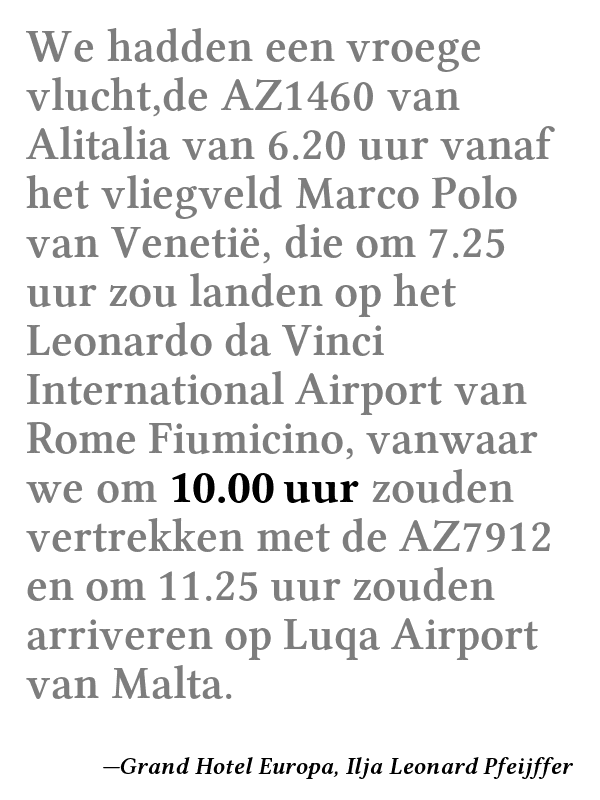 We hadden een vroege
vlucht,de AZ1460 van
Alitalia van 6.20 uur vanaf
het vliegveld Marco Polo
van Venetië, die om 7.25
uur zou landen op het
Leonardo da Vinci
International Airport van
Rome Fiumicino, vanwaar
we om 10.00 uur zouden
vertrekken met de AZ7912
en om 11.25 uur zouden
arriveren op Luqa Airport
van Malta.
—Grand Hotel Europa, Ilja Leonard Pfeijffer